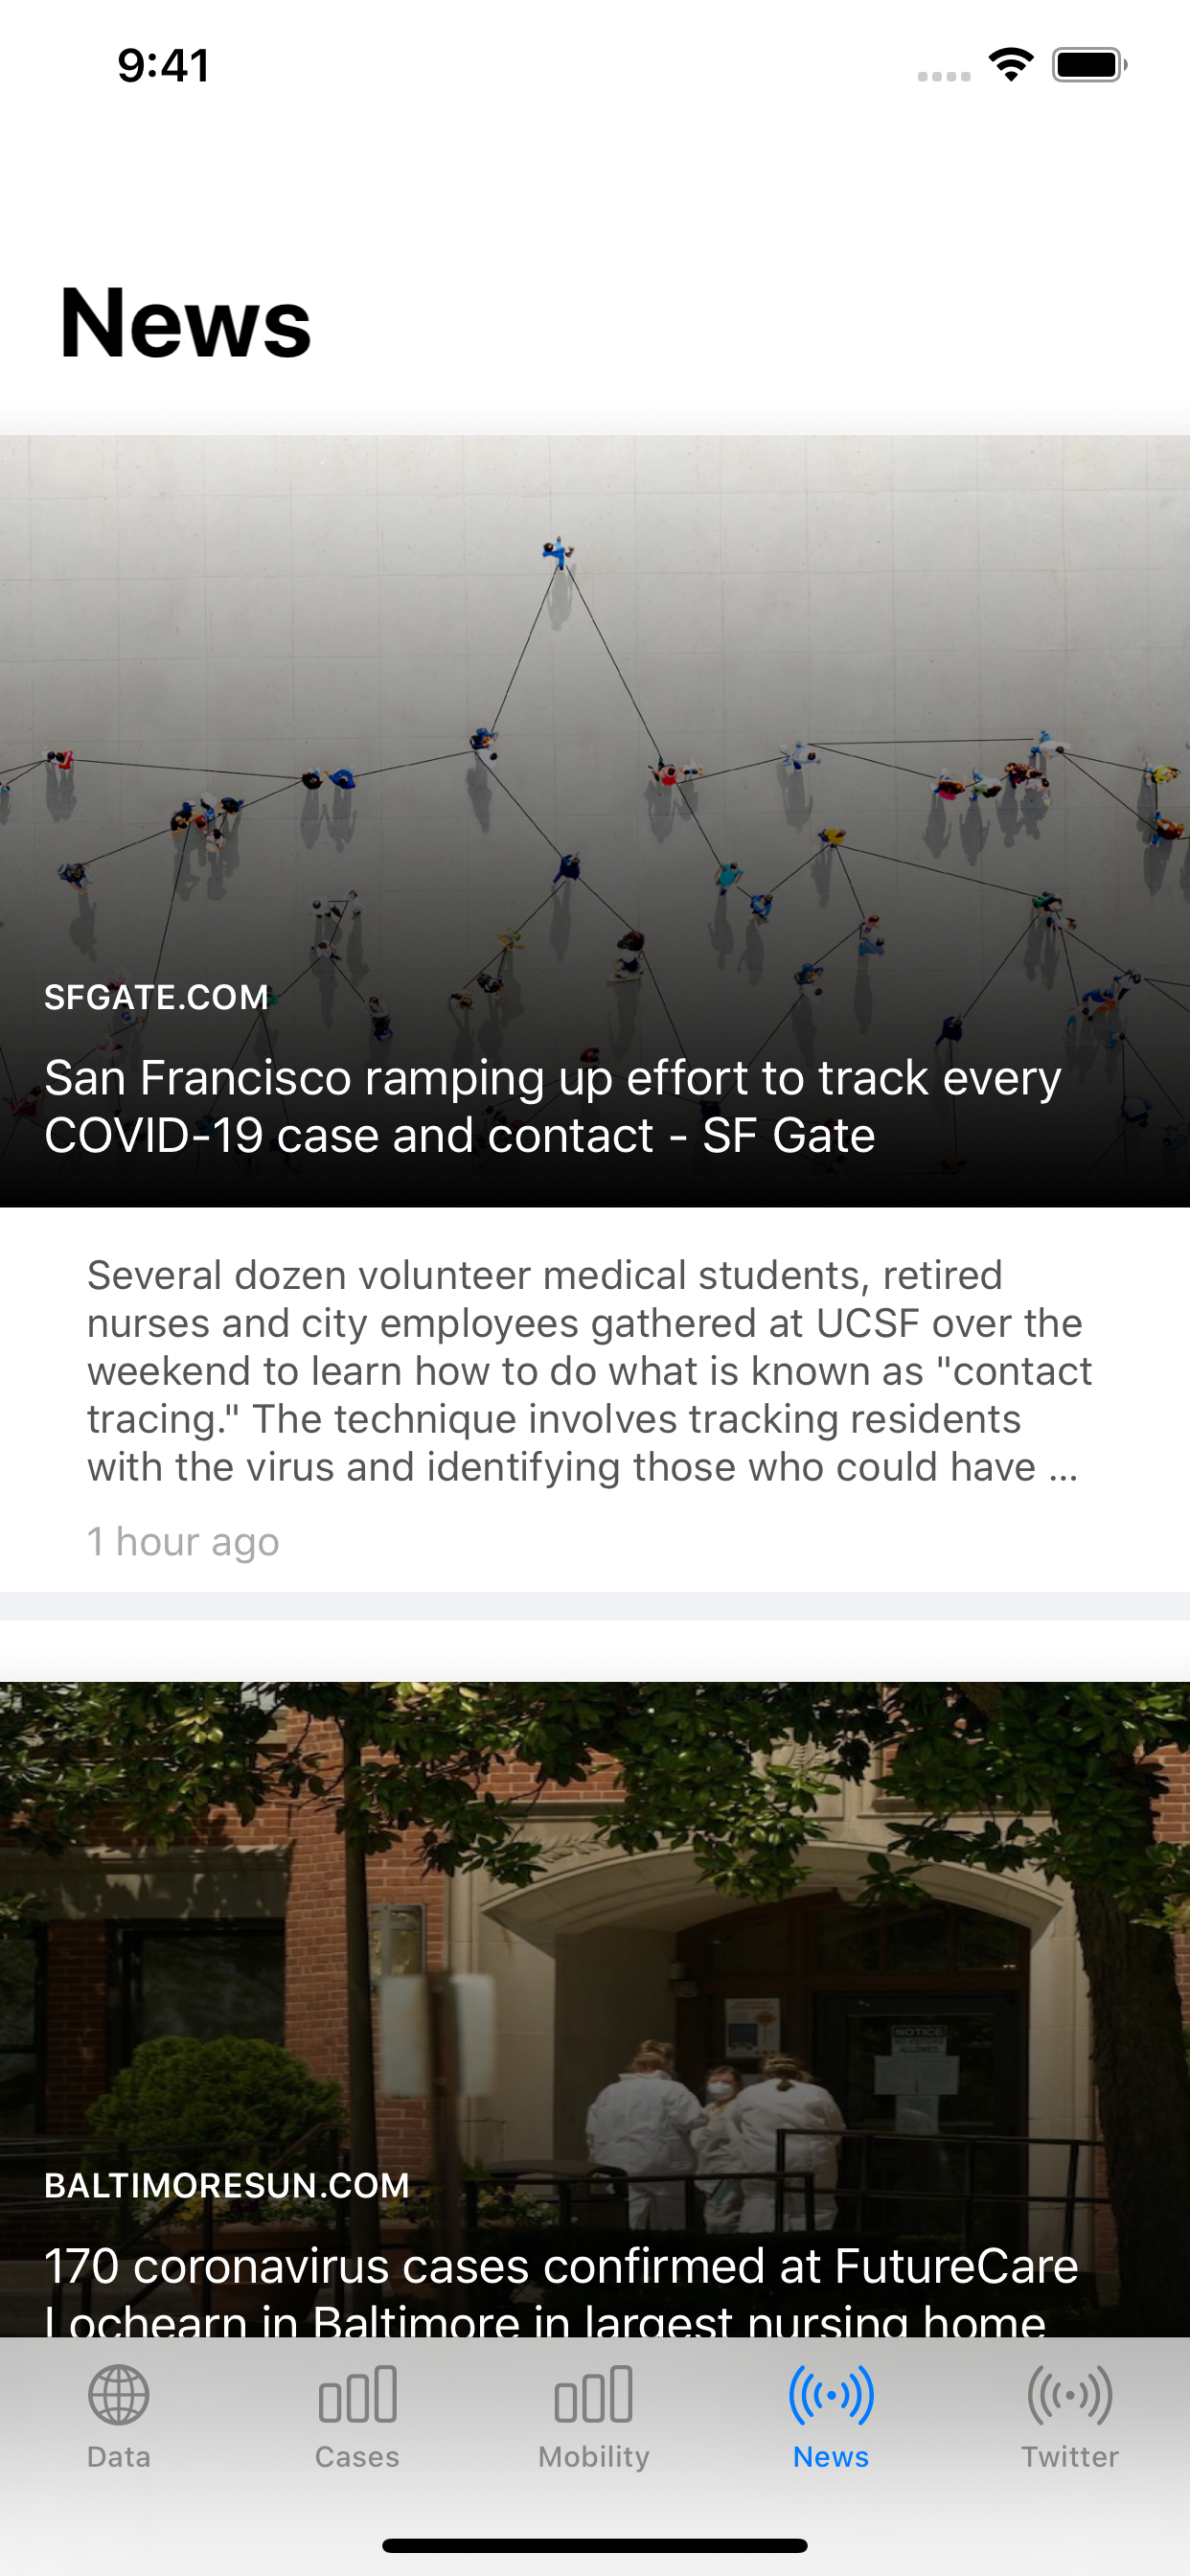 9:41
News
SFGATE.COM
San Francisco ramping up effort to track every
COVID-19 case and contact - SF Gate
Several dozen volunteer medical students, retired
nurses and city employees gathered at UCSF over the
weekend to learn how to do what is known as "contact
tracing." The technique involves tracking residents
with the virus and identifying those who could have ...
1 hour ago
NOTICE
NO VISITORS
ALLOWED
BALTIMORESUN.COM
170 coronavirus cases confirmed at FutureCare
Lochearn in Baltimore in largest nursing home
Data
Cases
Mobility
News
Twitter